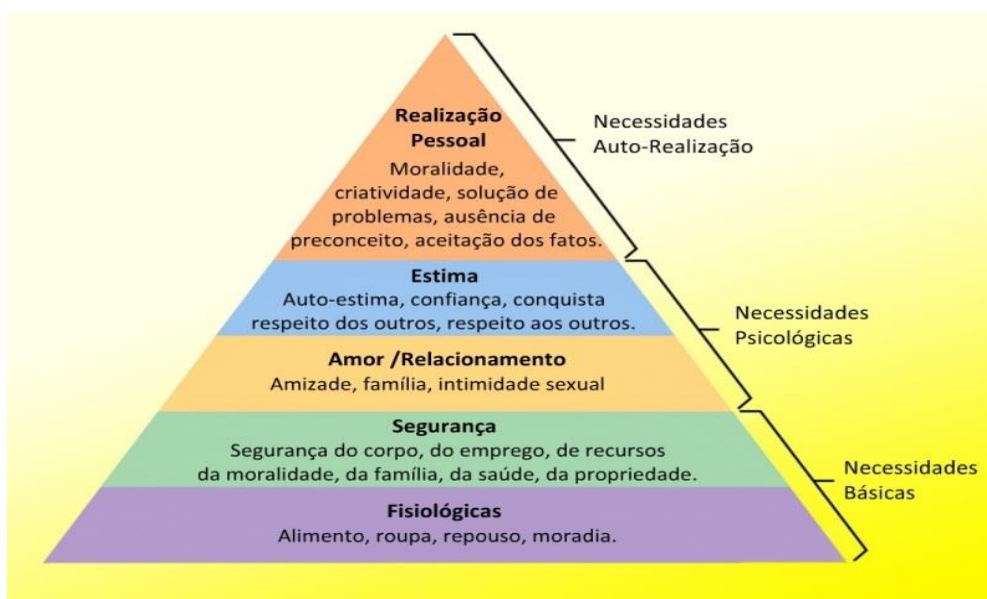 Realização
Pessoal
Moralidade,
criatividade, solução de
problemas, ausência de
preconceito, aceitação dos fatos.
Necessidades
Auto-Realização
Estima
Auto-estima, confiança, conquista
respeito dos outros, respeito aos outros.
Necessidades
Psicológicas
Amor /Relacionamento
Amizade, família, intimidade sexual
Segurança
Segurança do corpo, do emprego, de recursos
da moralidade, da família, da saúde, da propriedade.
Necessidades
Básicas
Fisiológicas
Alimento, roupa, repouso, moradia.